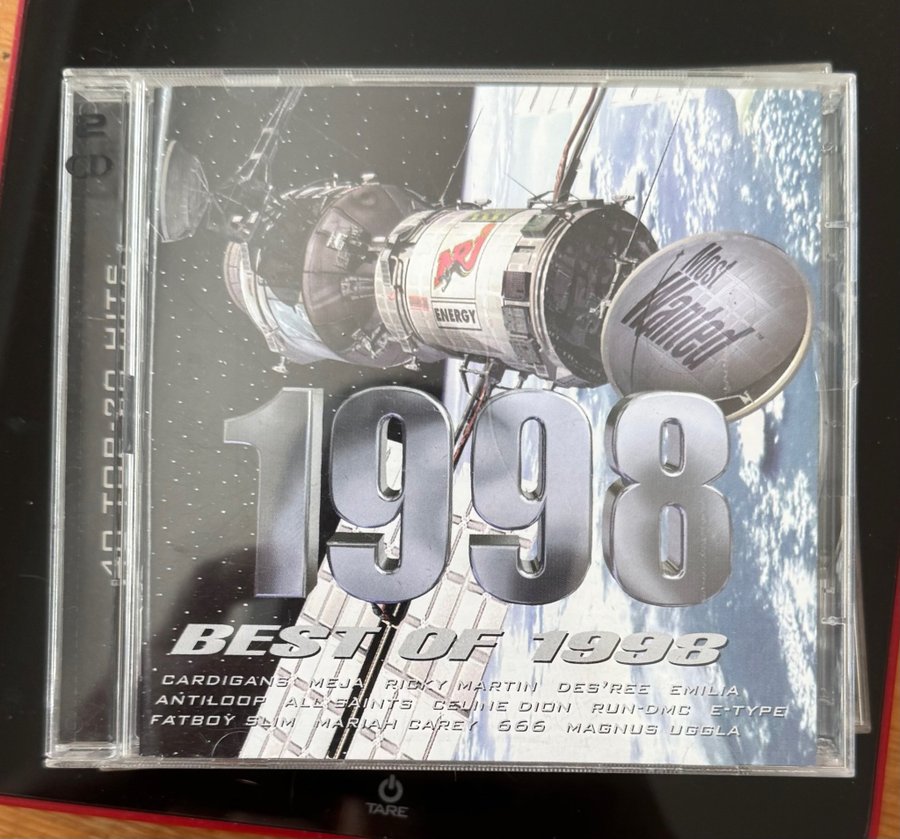 2
CD
40 TOP-20 HITS
NRJ
ENERGY
Most
Wanted™
1998
BEST OF 1998
CARDIGANS MEJA RICKY MARTIN DES'REE EMILIA
ANTILOOP ALL SAINTS CELINE DION RUN-DMC E-TYPE
FATBOY SLIM MARIAH CAREY 666 MAGNUS UGGLA
TARE